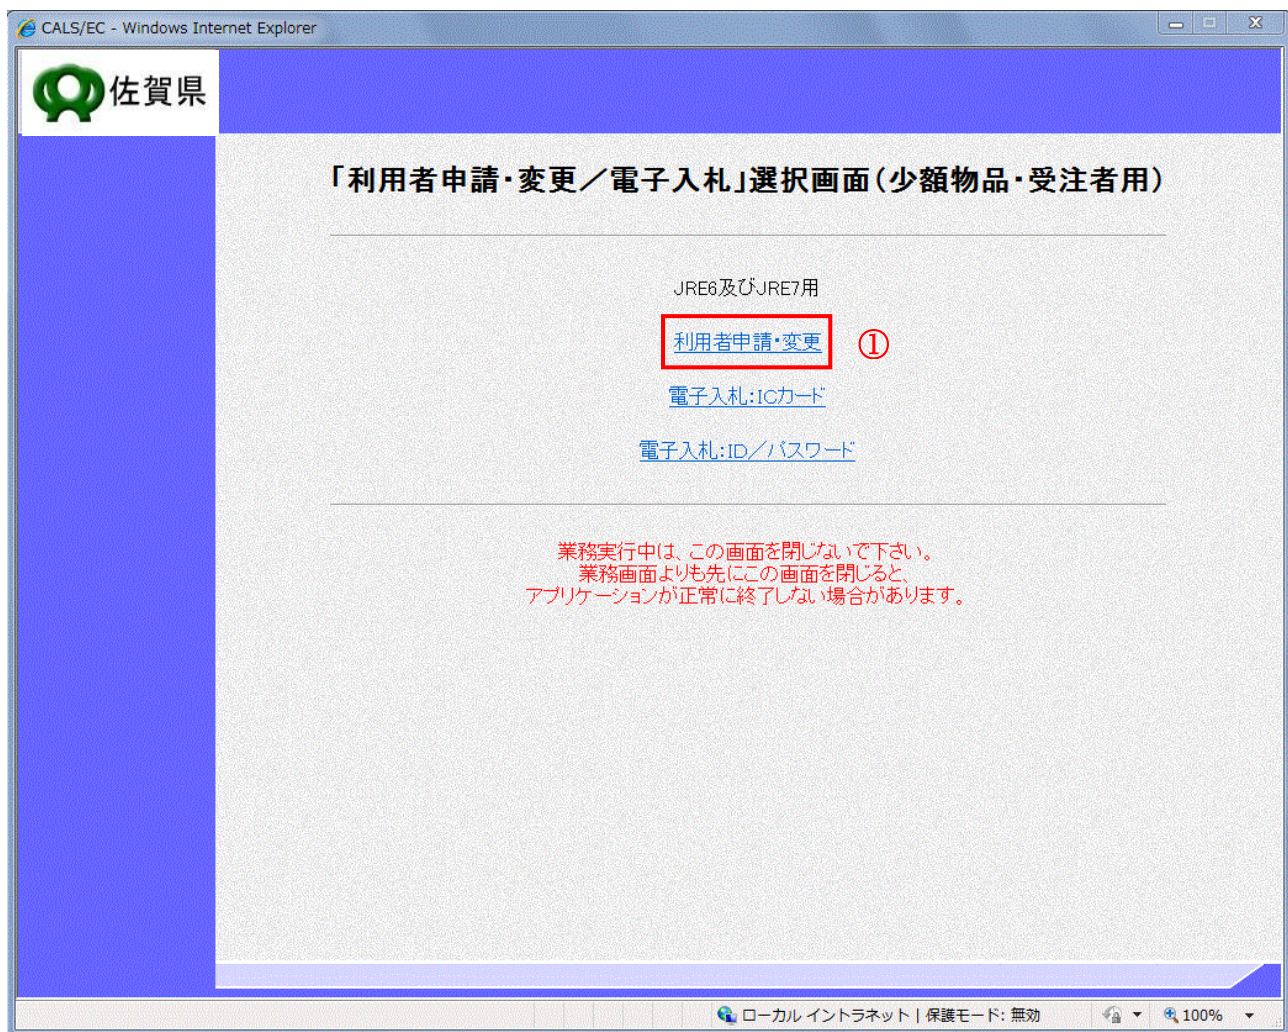 CALS/EC - Windows Internet Explorer
佐賀県
「利用者申請・変更／電子入札」選択画面（少額物品・受注者用）
JRE6及びJRE7用
利用者申請・変更 ①
電子入札：ICカード
電子入札：ID／パスワード
業務実行中は、この画面を閉じないで下さい。
業務画面よりも先にこの画面を閉じると、
アプリケーションが正常に終了しない場合があります。
ローカル イントラネット | 保護モード: 無効
100%